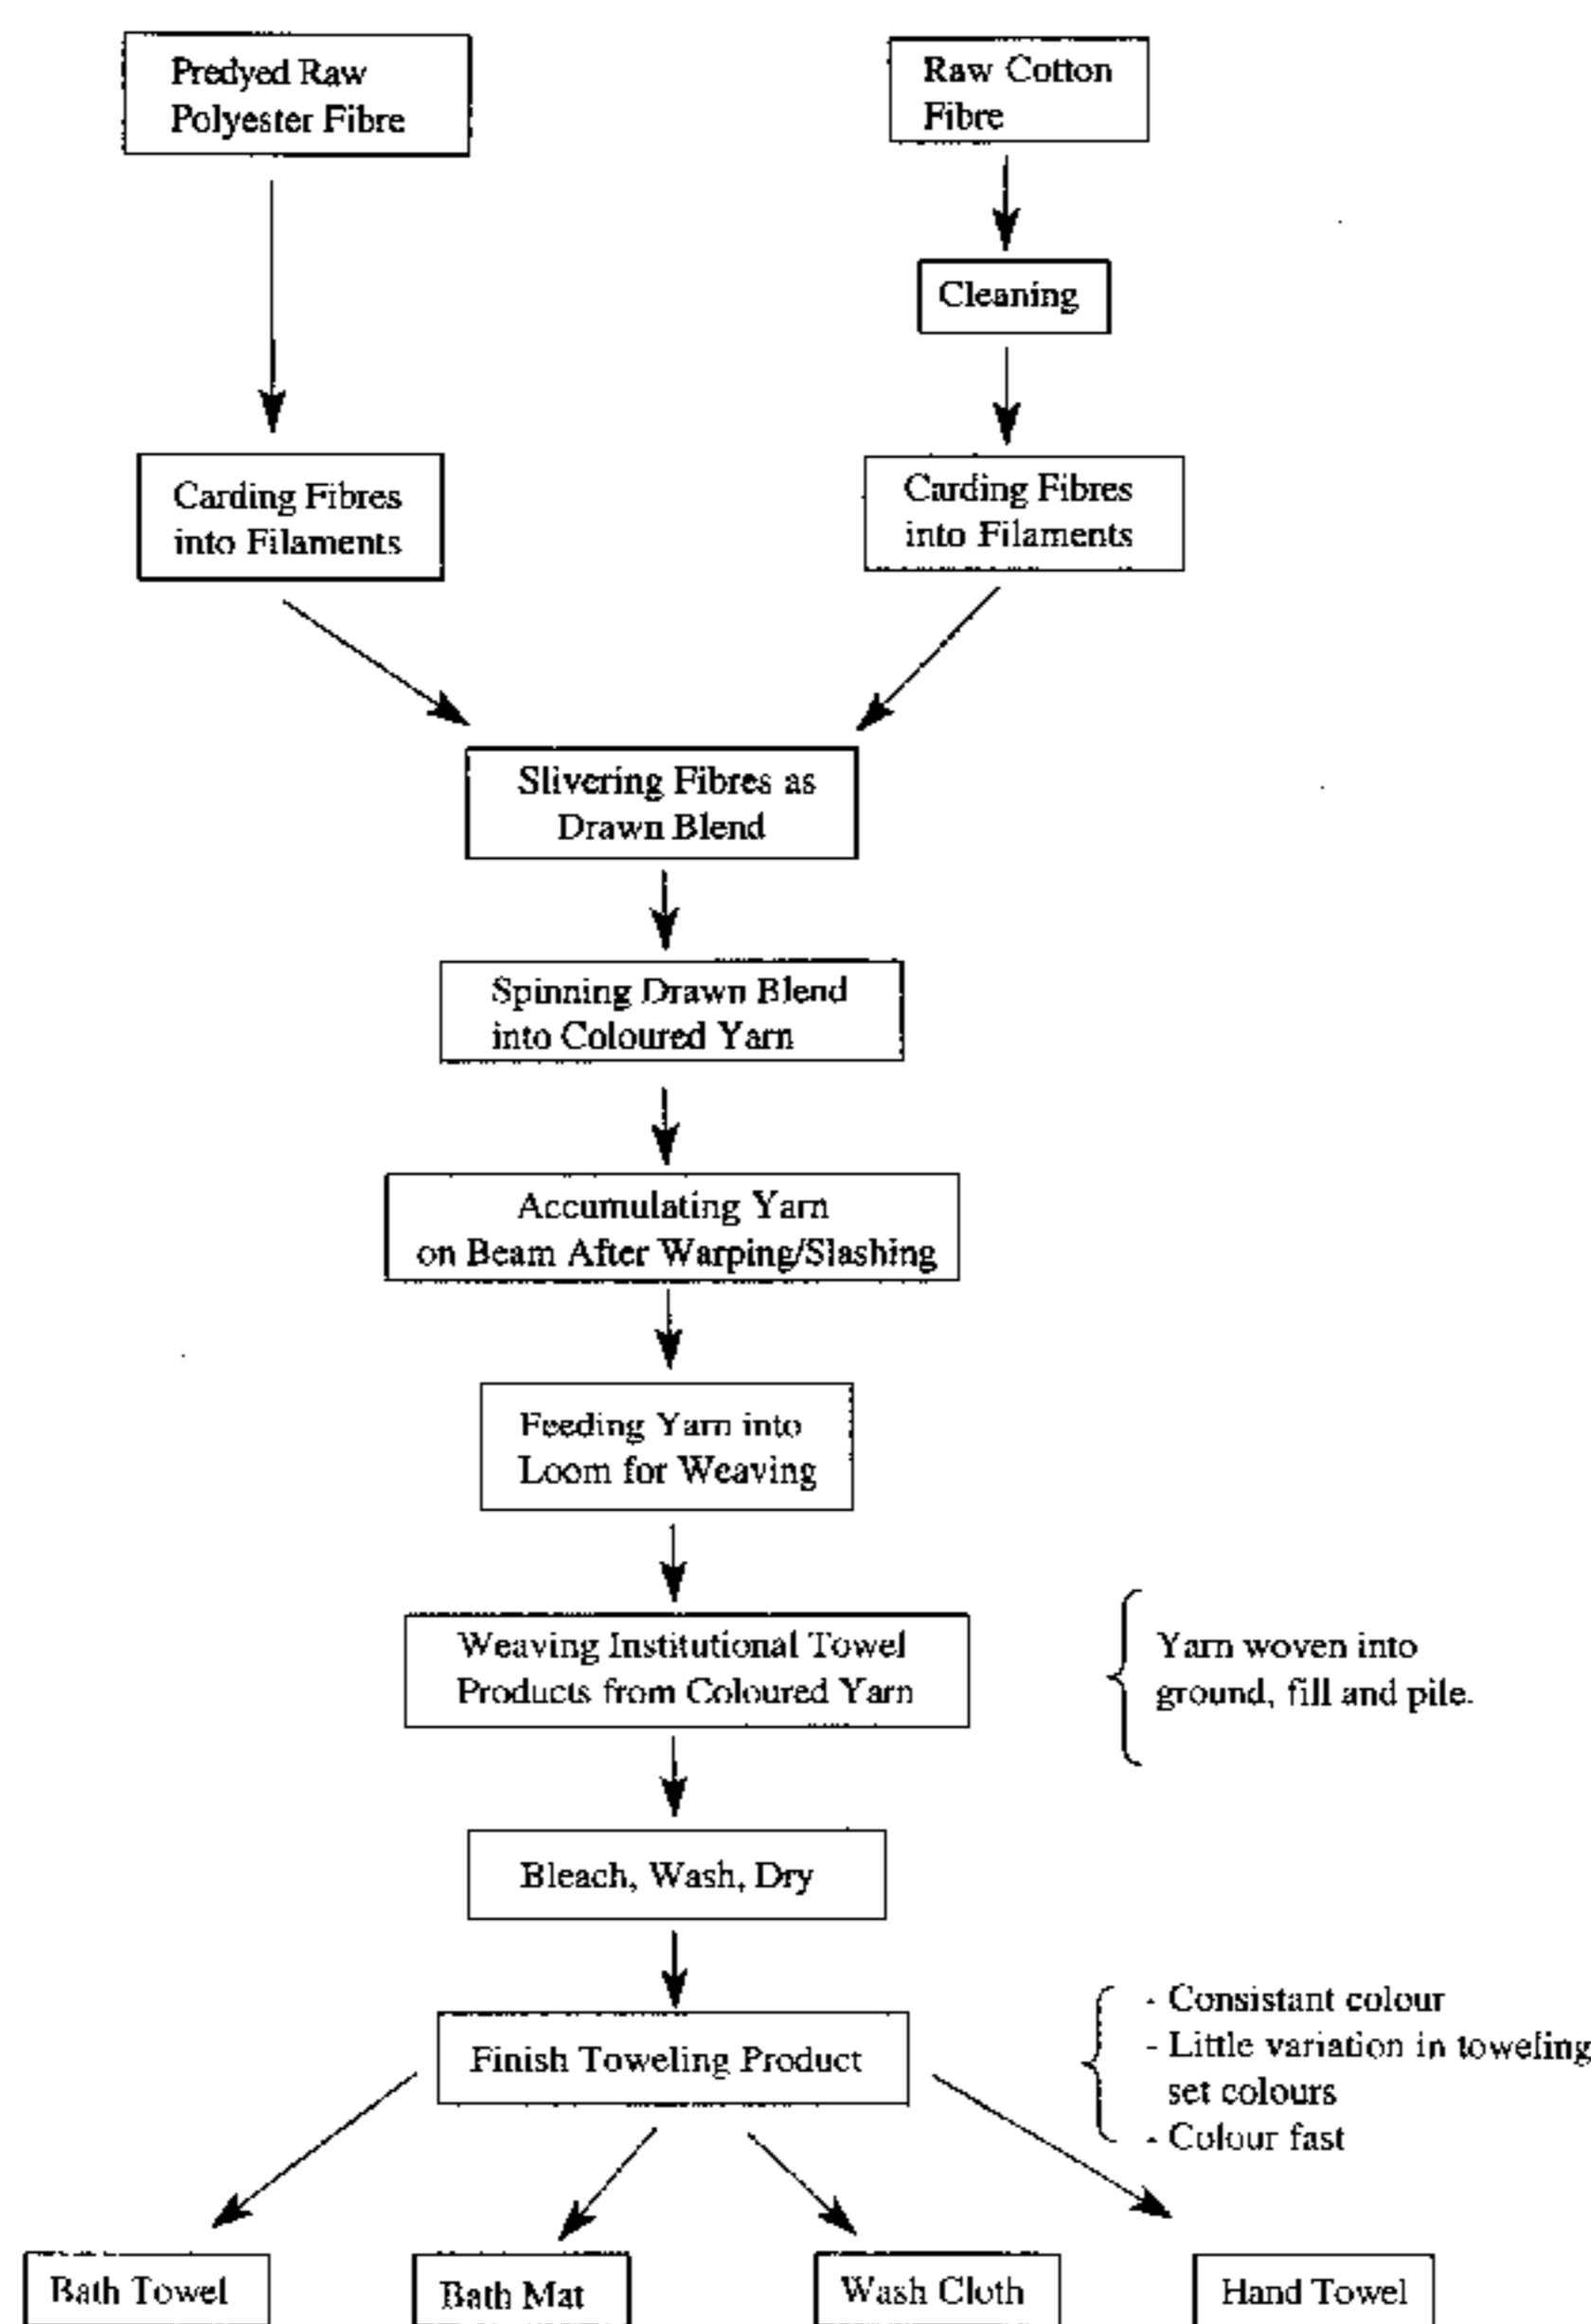 Predyed Raw
Polyester Fibre
Raw Cotton
Fibre
Cleaning
Carding Fibres
into Filaments
Carding Fibres
into Filaments
Slivering Fibres as
Drawn Blend
Spinning Drawn Blend
into Coloured Yarn
Accumulating Yarn
on Beam After Warping/Slashing
Feeding Yarn into
Loom for Weaving
Weaving Institutional Towel
Products from Coloured Yarn
Yarn woven into
ground, fill and pile.
Bleach, Wash, Dry
Finish Toweling Product
- Consistant colour
- Little variation in toweling
set colours
- Colour fast
Bath Towel
Bath Mat
Wash Cloth
Hand Towel